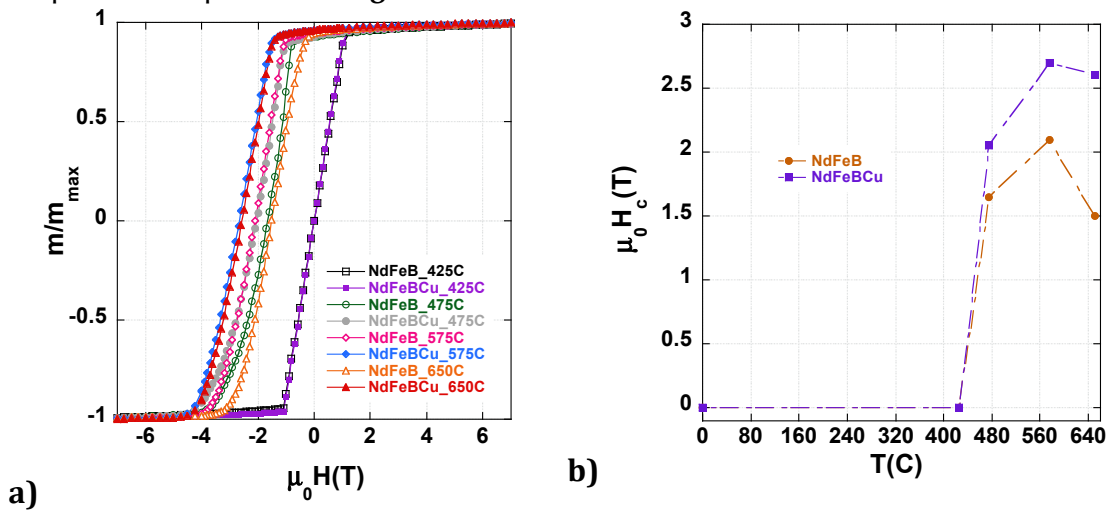 1
0.5
0
-0.5
-1
m/m_max
-6 -4 -2 0 2 4 6
μ₀H(T)
NdFeB_425C
NdFeBCu_425C
NdFeB_475C
NdFeBCu_475C
NdFeB_575C
NdFeBCu_575C
NdFeB_650C
NdFeBCu_650C
a)
3
2.5
2
1.5
1
0.5
0
μ₀H_c(T)
NdFeB
NdFeBCu
0 80 160 240 320 400 480 560 640
T(C)
b)